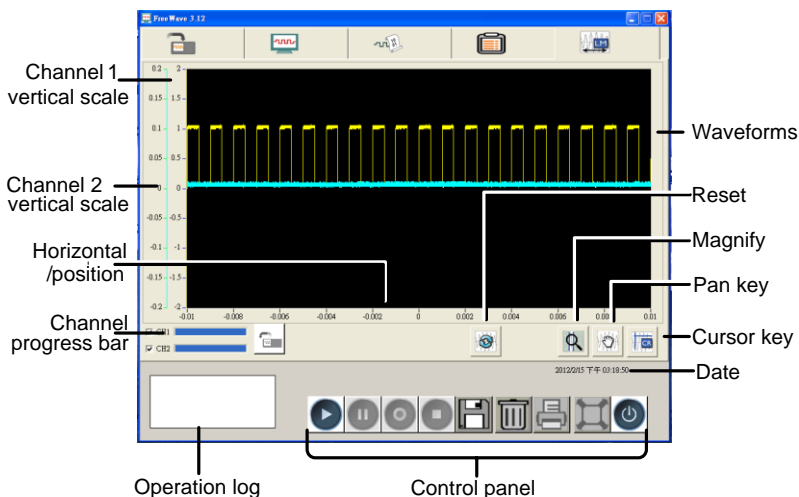 FreeWave 3.12
LM
Channel 1
vertical scale
0.2 2
0.15 1.5
0.1 1
0.05 0.5
0 0
-0.05 -0.5
-0.1 -1
-0.15 -1.5
-0.2 -2
Waveforms
Channel 2
vertical scale
Reset
Magnify
Horizontal
/position
Pan key
-0.01 -0.008 -0.006 -0.004 -0.002 0 0.002 0.004 0.006 0.008 0.01
Channel
progress bar
CH1
CH2
CR
Cursor key
2012/2/15 下午 03:18:50
Date
Operation log
Control panel